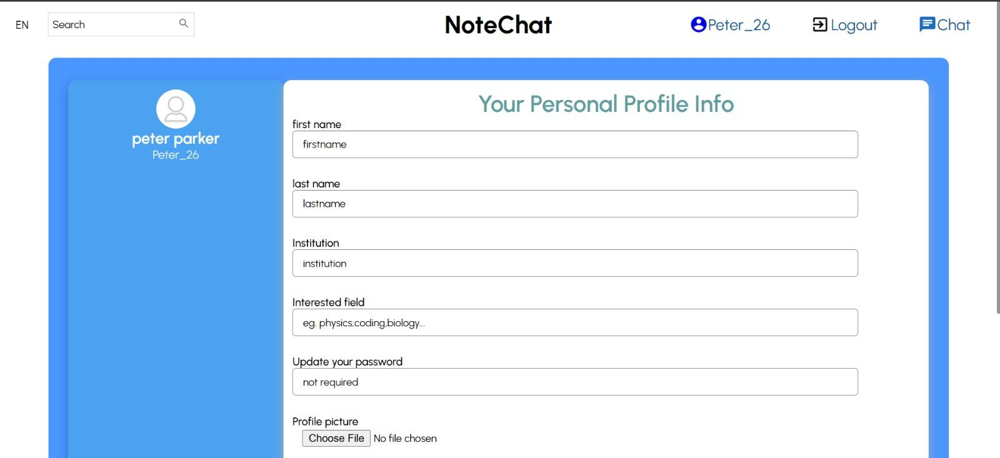 EN
Search
NoteChat
Peter_26
Logout
Chat
peter parker
Peter_26
Your Personal Profile Info
first name
firstname
last name
lastname
Institution
institution
Interested field
eg. physics,coding,biology...
Update your password
not required
Profile picture
Choose File No file chosen